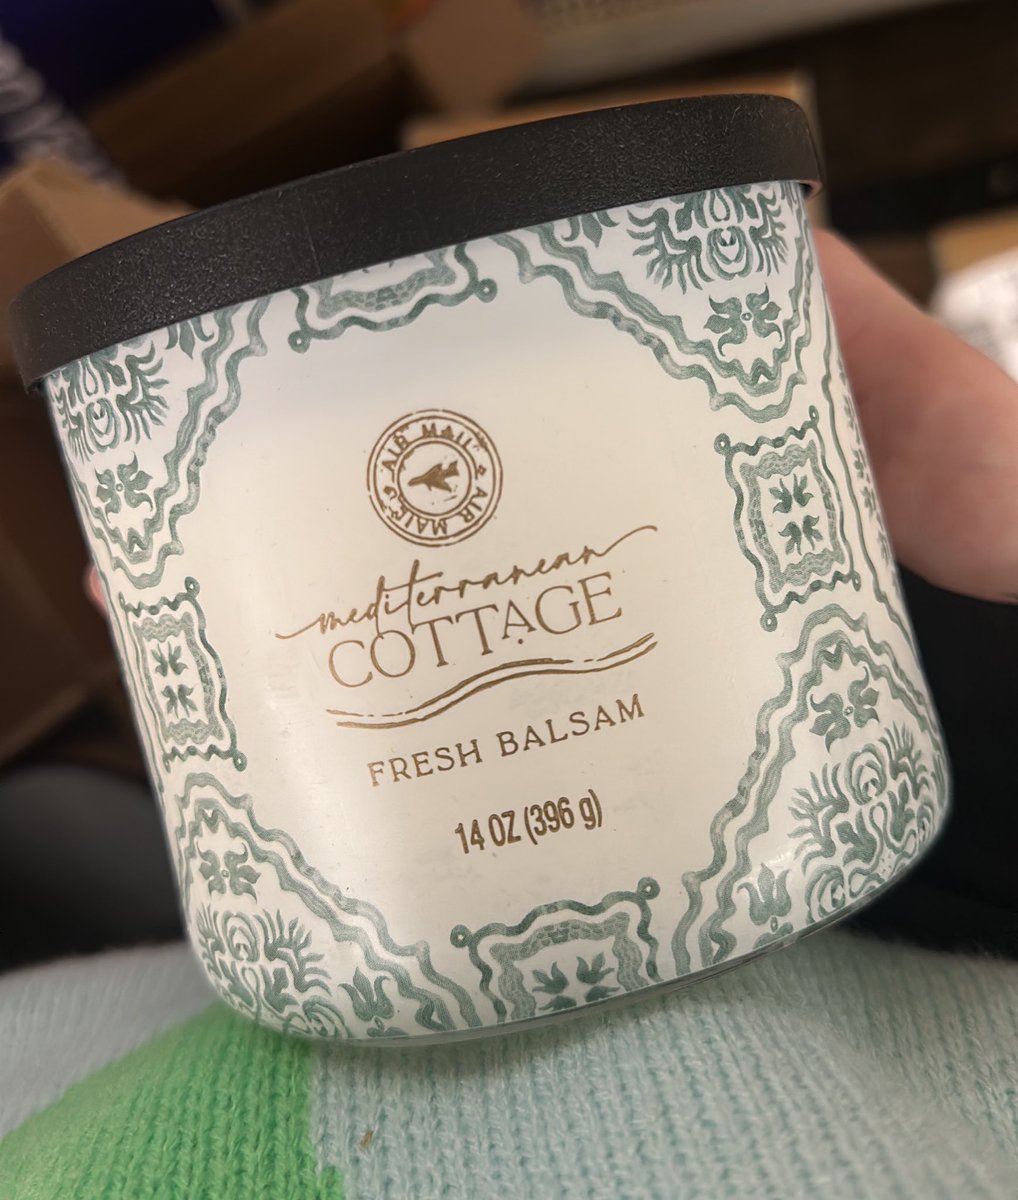 AIR MAIL
AIR MAIL
mediterranean
COTTAGE
FRESH BALSAM
14 OZ (396 g)